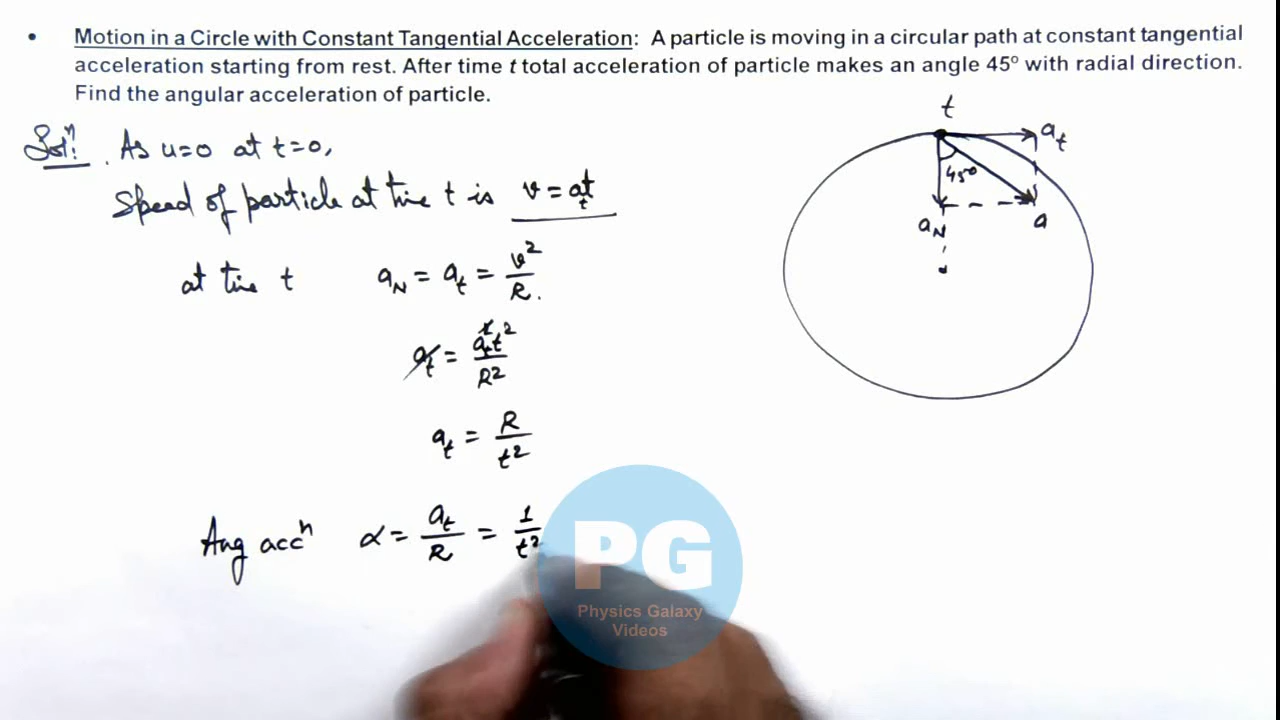 • Motion in a Circle with Constant Tangential Acceleration: A particle is moving in a circular path at constant tangential
acceleration starting from rest. After time t total acceleration of particle makes an angle 45° with radial direction.
Find the angular acceleration of particle.
Solⁿ. As u=0 at t=0,
Speed of particle at time t is v = aₜt
at time t aN = at = v²/R.
at = at²t²/R²
at = R/t²
Ang accⁿ α = at/R = 1/t²
t
at
45°
aN
a
PG
Physics Galaxy
Videos